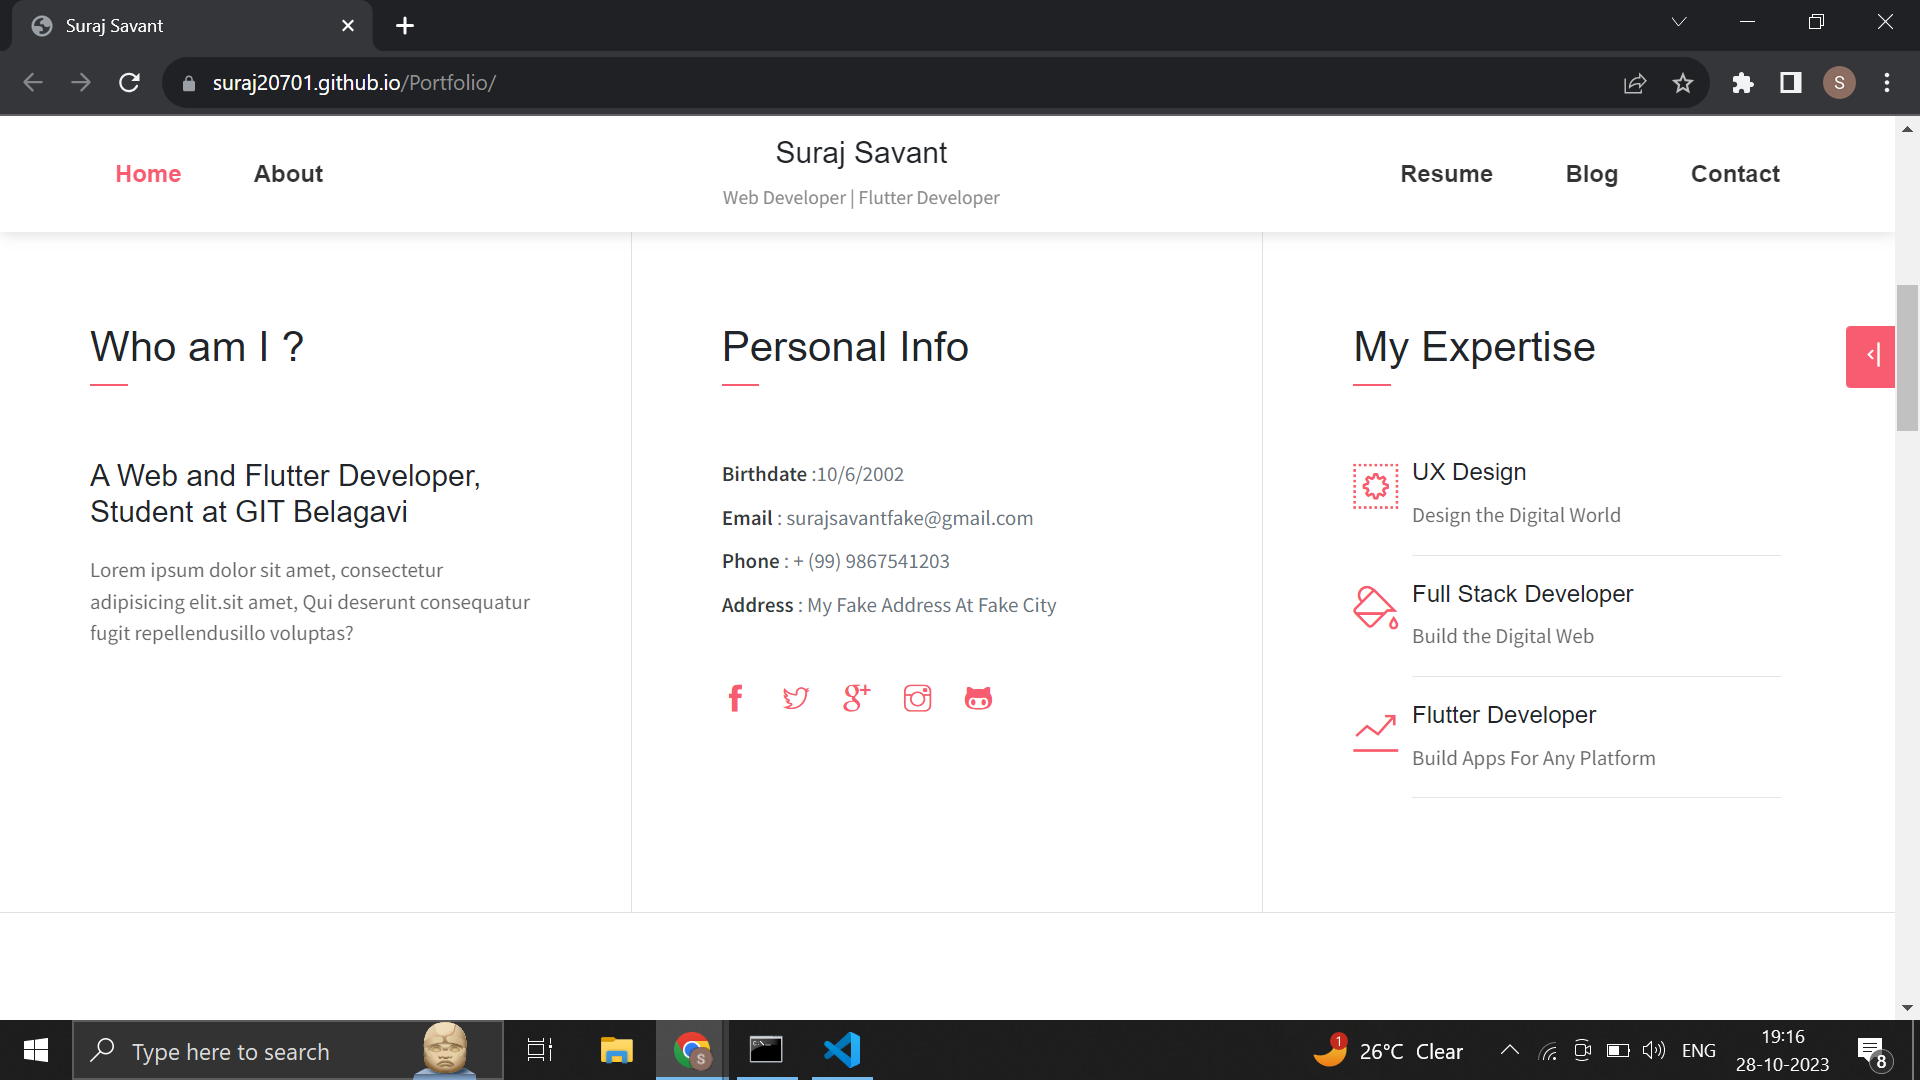 Suraj Savant
suraj20701.github.io/Portfolio/
S
Home
About
Suraj Savant
Web Developer | Flutter Developer
Resume
Blog
Contact
Who am I ?
A Web and Flutter Developer,
Student at GIT Belagavi
Lorem ipsum dolor sit amet, consectetur
adipisicing elit.sit amet, Qui deserunt consequatur
fugit repellendusillo voluptas?
Personal Info
Birthdate :10/6/2002
Email : surajsavantfake@gmail.com
Phone : + (99) 9867541203
Address : My Fake Address At Fake City
My Expertise
UX Design
Design the Digital World
Full Stack Developer
Build the Digital Web
Flutter Developer
Build Apps For Any Platform
Type here to search
S
1
26°C Clear
ENG
19:16
28-10-2023
8